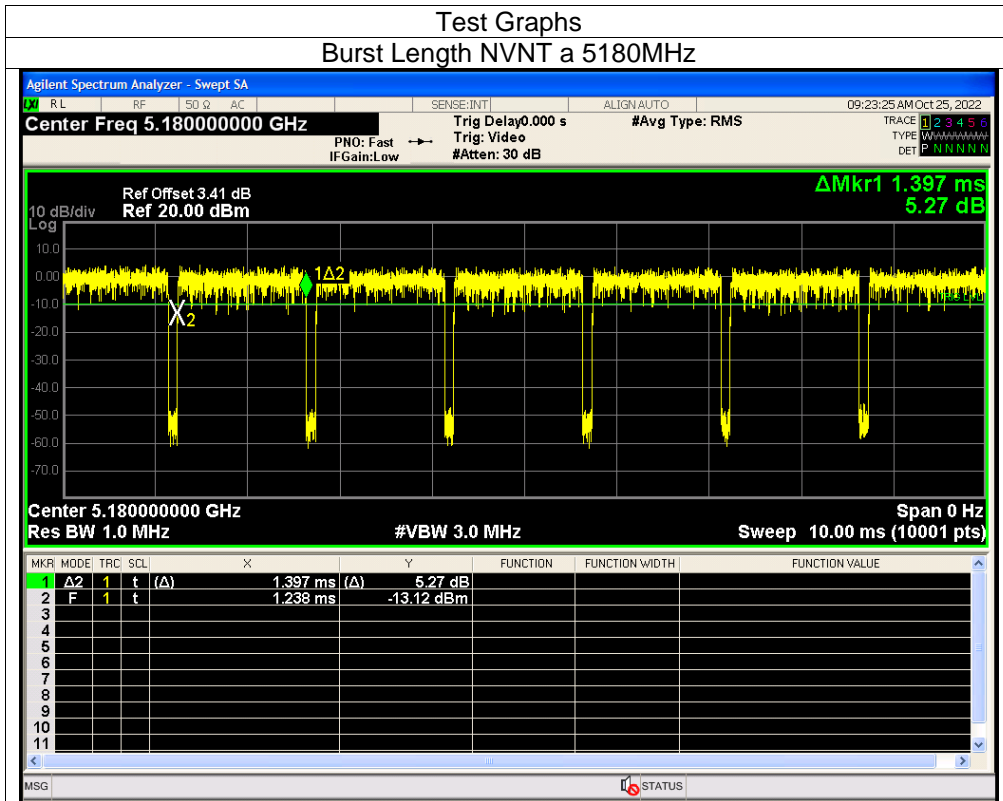 Test Graphs
Burst Length NVNT a 5180MHz
Agilent Spectrum Analyzer - Swept SA
LXI RL RF 50 Ω AC SENSE:INT ALIGN AUTO 09:23:25 AM Oct 25, 2022
Center Freq 5.180000000 GHz
PNO: Fast
IFGain:Low
Trig Delay0.000 s
Trig: Video
#Atten: 30 dB
#Avg Type: RMS
TRACE 1 2 3 4 5 6
TYPE
DET P N N N N N
ΔMkr1 1.397 ms
5.27 dB
Ref Offset 3.41 dB
10 dB/div Ref 20.00 dBm
Log
10.0
0.00
-10.0
-20.0
-30.0
-40.0
-50.0
-60.0
-70.0
1Δ2
2
Center 5.180000000 GHz Span 0 Hz
Res BW 1.0 MHz #VBW 3.0 MHz Sweep 10.00 ms (10001 pts)
MKR MODE TRC SCL X Y FUNCTION FUNCTION WIDTH FUNCTION VALUE
1 Δ2 1 t (Δ) 1.397 ms (Δ) 5.27 dB
2 F 1 t 1.238 ms -13.12 dBm
3
4
5
6
7
8
9
10
11
MSG STATUS